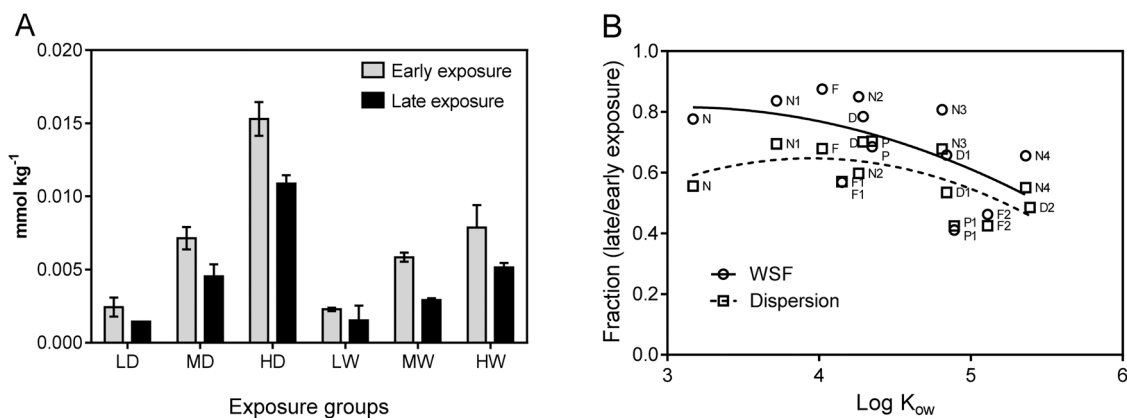 A
mmol kg-1
0.020
0.015
0.010
0.005
0.000
Early exposure
Late exposure
LD MD HD LW MW HW
Exposure groups
B
Fraction (late/early exposure)
1.0
0.8
0.6
0.4
0.2
0.0
N
N1
F
N2
D
P
F1
N3
D1
P1
F2
N4
N
N1
F
N2
D
P
F1
N3
D1
P1
F2
N4
D2
WSF
Dispersion
3 4 5 6
Log Kow